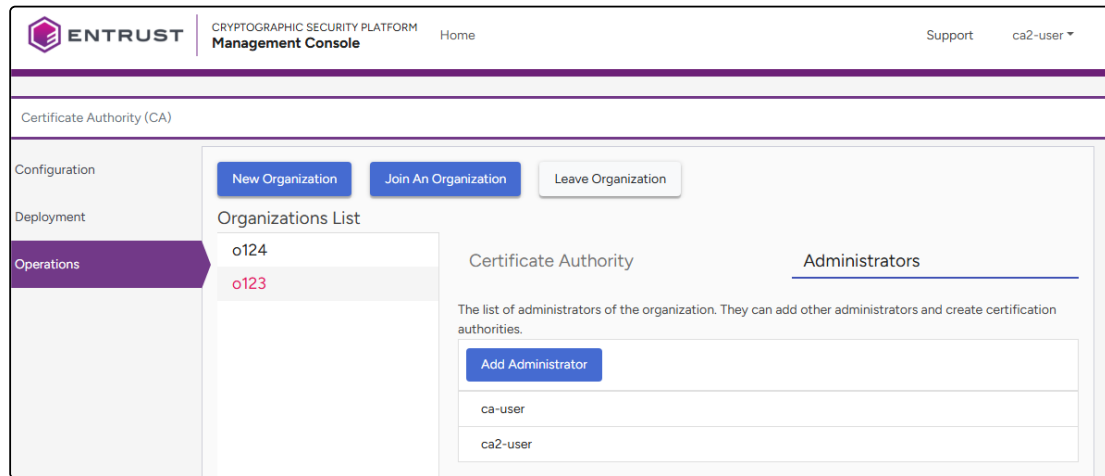 ENTRUST
CRYPTOGRAPHIC SECURITY PLATFORM
Management Console
Home
Support
ca2-user
Certificate Authority (CA)
Configuration
Deployment
Operations
New Organization
Join An Organization
Leave Organization
Organizations List
o124
o123
Certificate Authority
Administrators
The list of administrators of the organization. They can add other administrators and create certification
authorities.
Add Administrator
ca-user
ca2-user